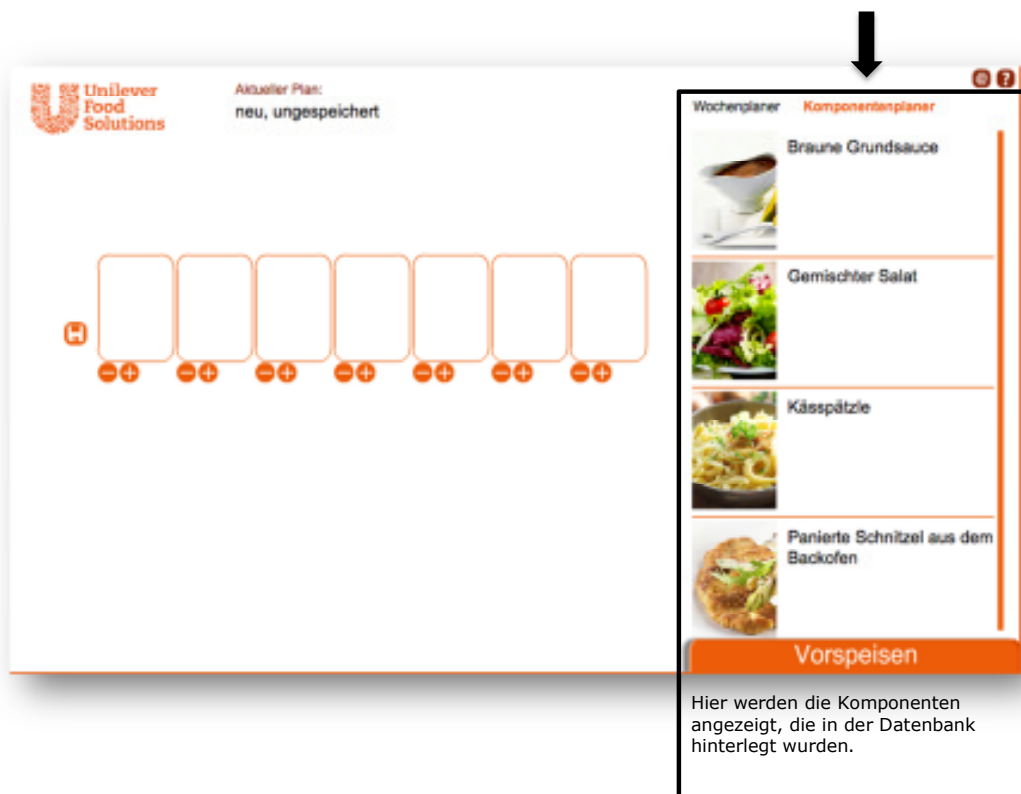 Unilever
Food
Solutions
Aktueller Plan:
neu, ungespeichert
?
Wochenplaner Komponentenplaner
Braune Grundsauce
Gemischter Salat
Kässpätzle
Panierte Schnitzel aus dem
Backofen
Vorspeisen
Hier werden die Komponenten
angezeigt, die in der Datenbank
hinterlegt wurden.